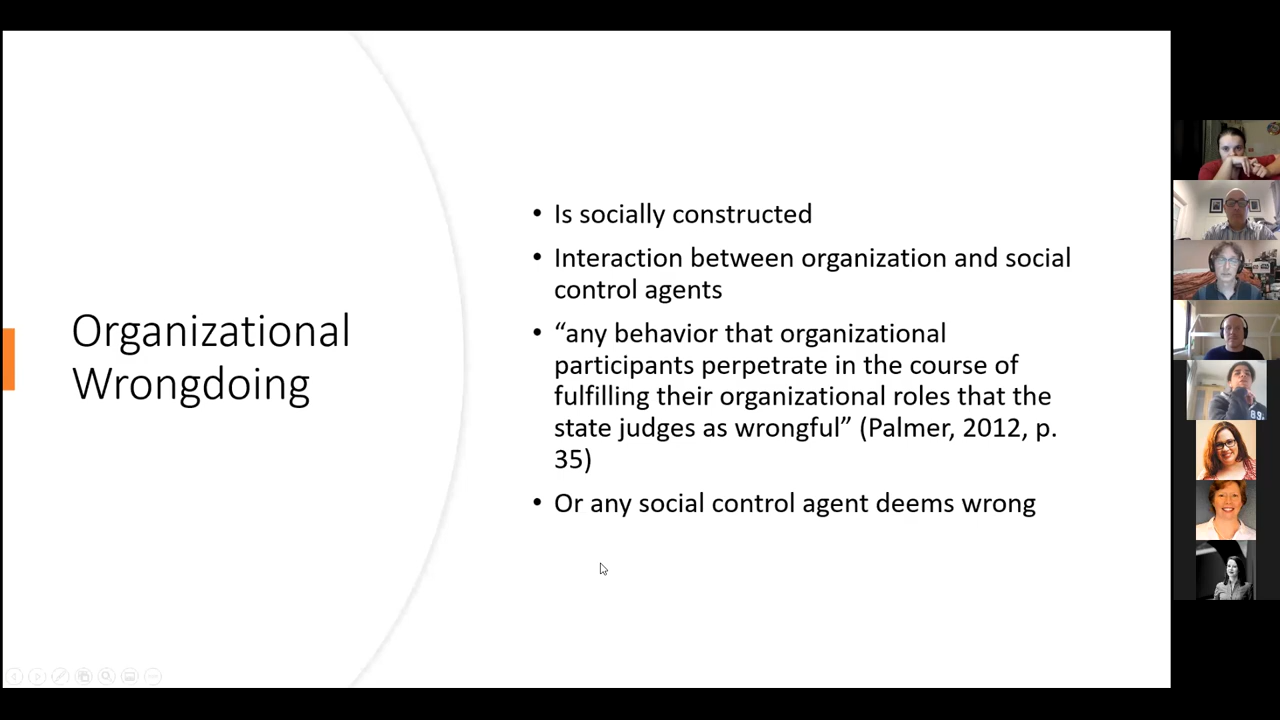 Organizational
Wrongdoing
• Is socially constructed
• Interaction between organization and social
control agents
• “any behavior that organizational
participants perpetrate in the course of
fulfilling their organizational roles that the
state judges as wrongful” (Palmer, 2012, p.
35)
• Or any social control agent deems wrong